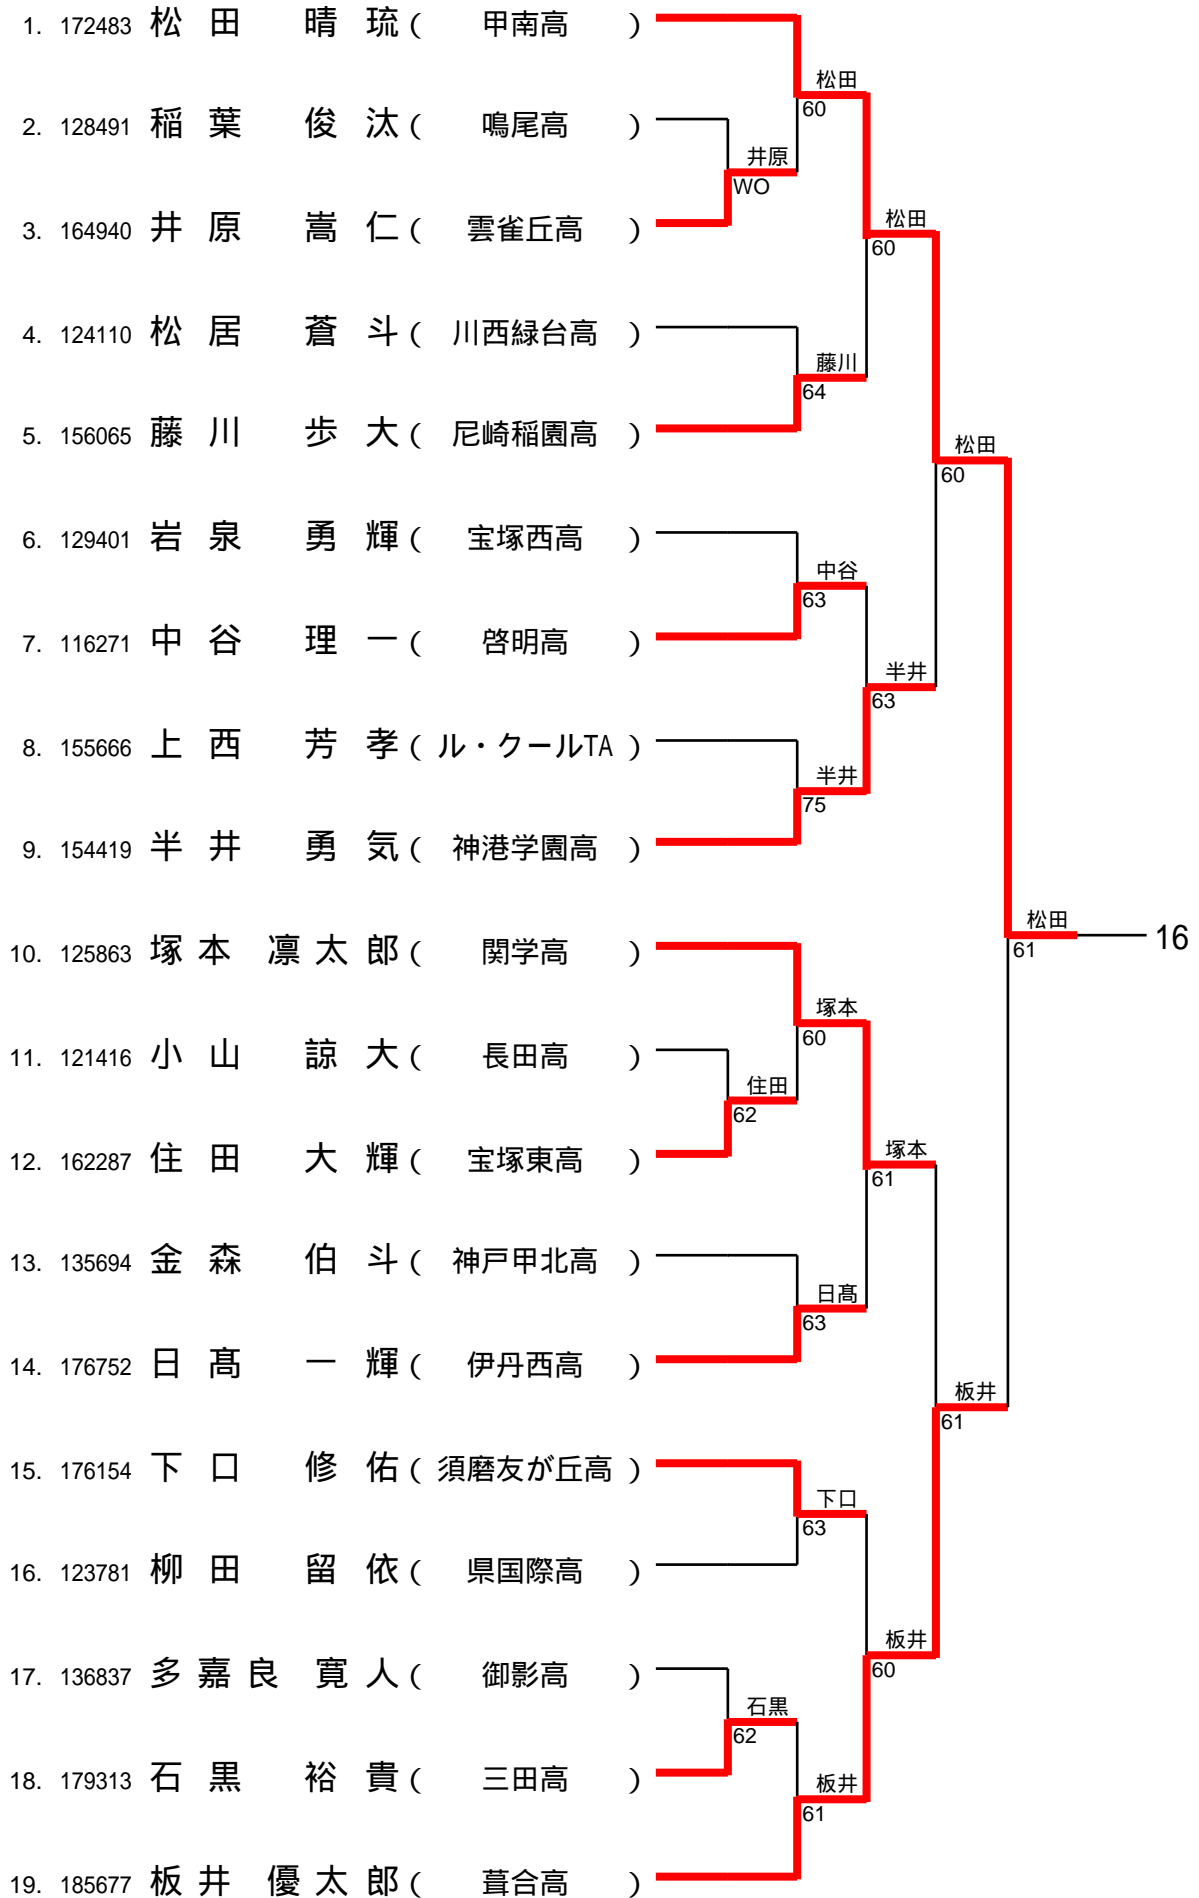 1. 172483 松田 晴琉 ( 甲南高 )
松田
60
2. 128491 稲葉 俊汰 ( 鳴尾高 )
井原
WO
3. 164940 井原 嵩仁 ( 雲雀丘高 )
松田
60
4. 124110 松居 蒼斗 ( 川西緑台高 )
藤川
64
5. 156065 藤川 歩大 ( 尼崎稲園高 )
松田
60
6. 129401 岩泉 勇輝 ( 宝塚西高 )
中谷
63
7. 116271 中谷 理一 ( 啓明高 )
半井
63
8. 155666 上西 芳孝 ( ル・クールTA )
半井
75
9. 154419 半井 勇気 ( 神港学園高 )
松田
61
16
10. 125863 塚本 凛太郎 ( 関学高 )
塚本
60
11. 121416 小山 諒大 ( 長田高 )
住田
62
12. 162287 住田 大輝 ( 宝塚東高 )
塚本
61
13. 135694 金森 伯斗 ( 神戸甲北高 )
日髙
63
14. 176752 日髙 一輝 ( 伊丹西高 )
板井
61
15. 176154 下口 修佑 ( 須磨友が丘高 )
下口
63
16. 123781 柳田 留依 ( 県国際高 )
板井
60
17. 136837 多嘉良 寛人 ( 御影高 )
石黒
62
18. 179313 石黒 裕貴 ( 三田高 )
板井
61
19. 185677 板井 優太郎 ( 葺合高 )